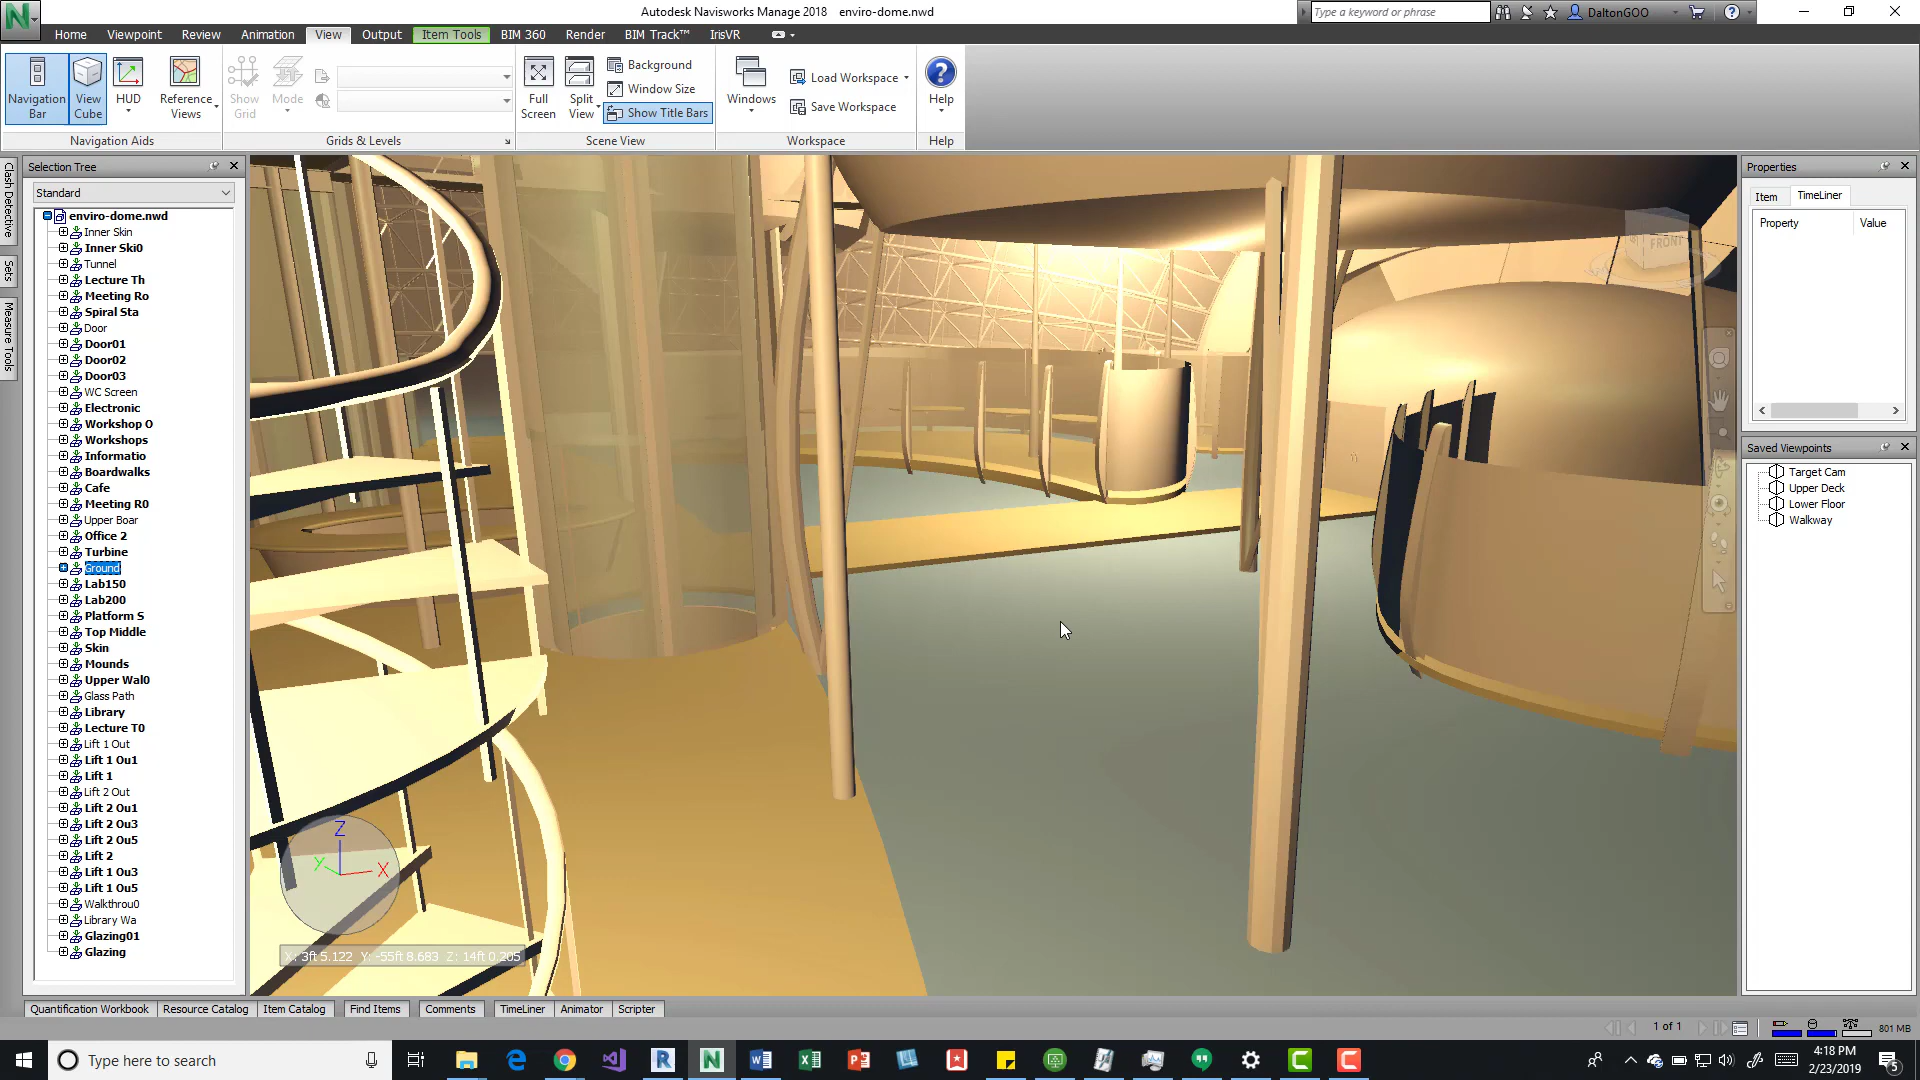 Autodesk Navisworks Manage 2018 enviro-dome.nwd
Type a keyword or phrase
DaltonGOO
Home Viewpoint Review Animation View Output Item Tools BIM 360 Render BIM Track™ IrisVR
Navigation Bar
View Cube
HUD
Reference Views
Show Grid
Mode
Full Screen
Split View
Background
Window Size
Show Title Bars
Windows
Load Workspace
Save Workspace
Help
Navigation Aids
Grids & Levels
Scene View
Workspace
Help
Clash Detective
Sets
Measure Tools
Selection Tree
Standard
enviro-dome.nwd
Inner Skin
Inner Ski0
Tunnel
Lecture Th
Meeting Ro
Spiral Sta
Door
Door01
Door02
Door03
WC Screen
Electronic
Workshop O
Workshops
Informatio
Boardwalks
Cafe
Meeting R0
Upper Boar
Office 2
Turbine
Ground
Lab150
Lab200
Platform S
Top Middle
Skin
Mounds
Upper Wal0
Glass Path
Library
Lecture T0
Lift 1 Out
Lift 1 Ou1
Lift 1
Lift 2 Out
Lift 2 Ou1
Lift 2 Ou3
Lift 2 Ou5
Lift 2
Lift 1 Ou3
Lift 1 Ou5
Walkthrou0
Library Wa
Glazing01
Glazing
FRONT
Z
Y
X
X: 3ft 5.122 Y: -55ft 8.683 Z: 14ft 0.205
Properties
Item TimeLiner
Property Value
Saved Viewpoints
Target Cam
Upper Deck
Lower Floor
Walkway
Quantification Workbook Resource Catalog Item Catalog Find Items Comments TimeLiner Animator Scripter
1 of 1
801 MB
Type here to search
4:18 PM
2/23/2019
5